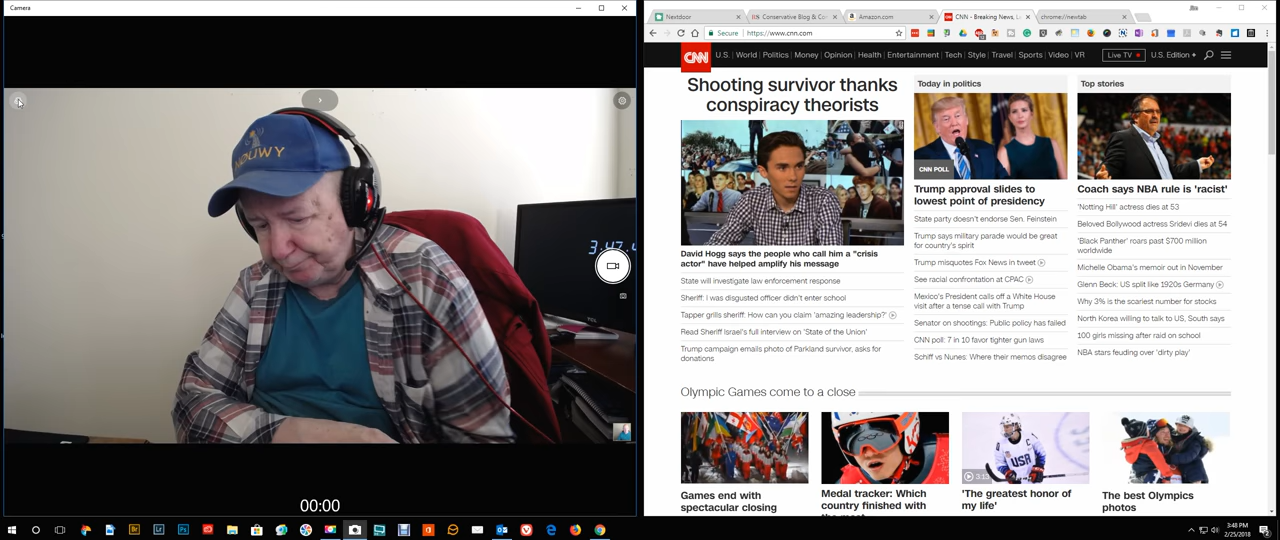 Camera
NOUWY
3:47.4
TCL
00:00
Nextdoor
Conservative Blog & Co
Amazon.com
CNN - Breaking News, L
chrome://newtab
Secure
https://www.cnn.com
CNN
U.S.
World
Politics
Money
Opinion
Health
Entertainment
Tech
Style
Travel
Sports
Video
VR
Live TV
U.S. Edition +
Shooting survivor thanks
conspiracy theorists
David Hogg says the people who call him a "crisis
actor" have helped amplify his message
State will investigate law enforcement response
Sheriff: I was disgusted officer didn't enter school
Tapper grills sheriff: How can you claim 'amazing leadership?'
Read Sheriff Israel's full interview on 'State of the Union'
Trump campaign emails photo of Parkland survivor, asks for
donations
Today in politics
CNN POLL
Trump approval slides to
lowest point of presidency
State party doesn't endorse Sen. Feinstein
Trump says military parade would be great
for country's spirit
Trump misquotes Fox News in tweet
See racial confrontation at CPAC
Mexico's President calls off a White House
visit after a tense call with Trump
Senator on shootings: Public policy has failed
CNN poll: 7 in 10 favor tighter gun laws
Schiff vs Nunes: Where their memos disagree
Top stories
Coach says NBA rule is 'racist'
'Notting Hill' actress dies at 53
Beloved Bollywood actress Sridevi dies at 54
'Black Panther' roars past $700 million
worldwide
Michelle Obama's memoir out in November
Glenn Beck: US split like 1920s Germany
Why 3% is the scariest number for stocks
North Korea willing to talk to US, South says
100 girls missing after raid on school
NBA stars feuding over 'dirty play'
Olympic Games come to a close
Games end with
spectacular closing
Medal tracker: Which
country finished with
USA
3:13
'The greatest honor of
my life'
The best Olympics
photos
Br
Lr
Ps
3:48 PM
2/25/2018